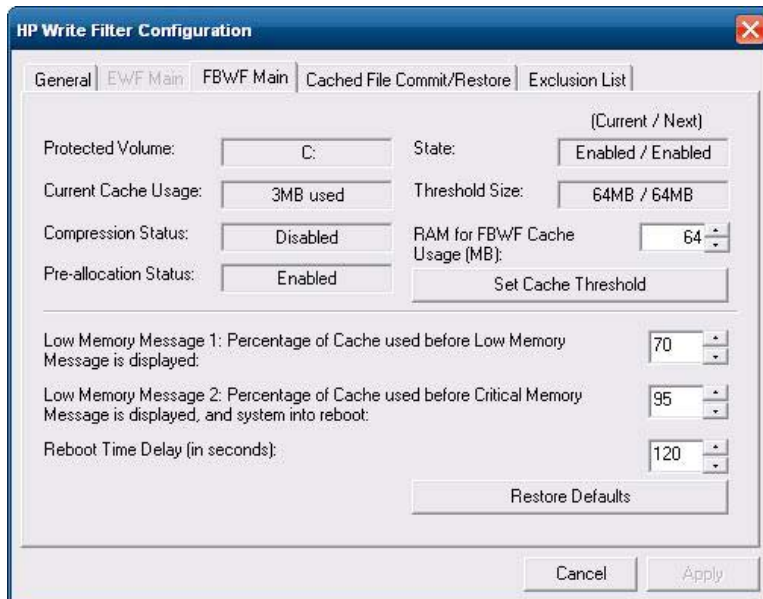 HP Write Filter Configuration
General
EWF Main
FBWF Main
Cached File Commit/Restore
Exclusion List
(Current / Next)
Protected Volume:
C:
State:
Enabled / Enabled
Current Cache Usage:
3MB used
Threshold Size:
64MB / 64MB
Compression Status:
Disabled
RAM for FBWF Cache
Usage (MB):
64
Pre-allocation Status:
Enabled
Set Cache Threshold
Low Memory Message 1: Percentage of Cache used before Low Memory
Message is displayed:
70
Low Memory Message 2: Percentage of Cache used before Critical Memory
Message is displayed, and system into reboot:
95
Reboot Time Delay (in seconds):
120
Restore Defaults
Cancel
Apply